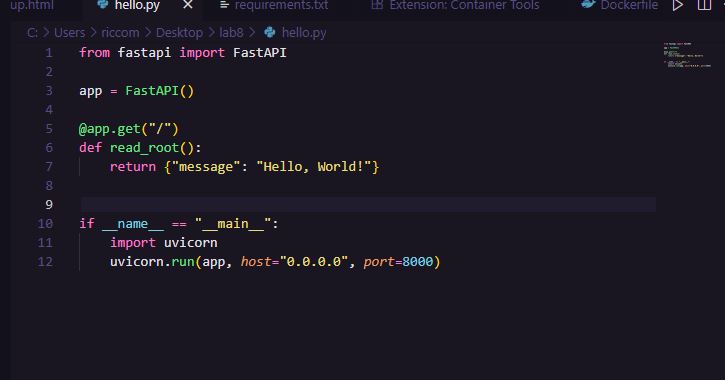 up.html hello.py × requirements.txt Extension: Container Tools Dockerfile
C: > Users > riccom > Desktop > lab8 > hello.py
1 from fastapi import FastAPI
2
3 app = FastAPI()
4
5 @app.get("/")
6 def read_root():
7     return {"message": "Hello, World!"}
8
9
10 if __name__ == "__main__":
11     import uvicorn
12     uvicorn.run(app, host="0.0.0.0", port=8000)